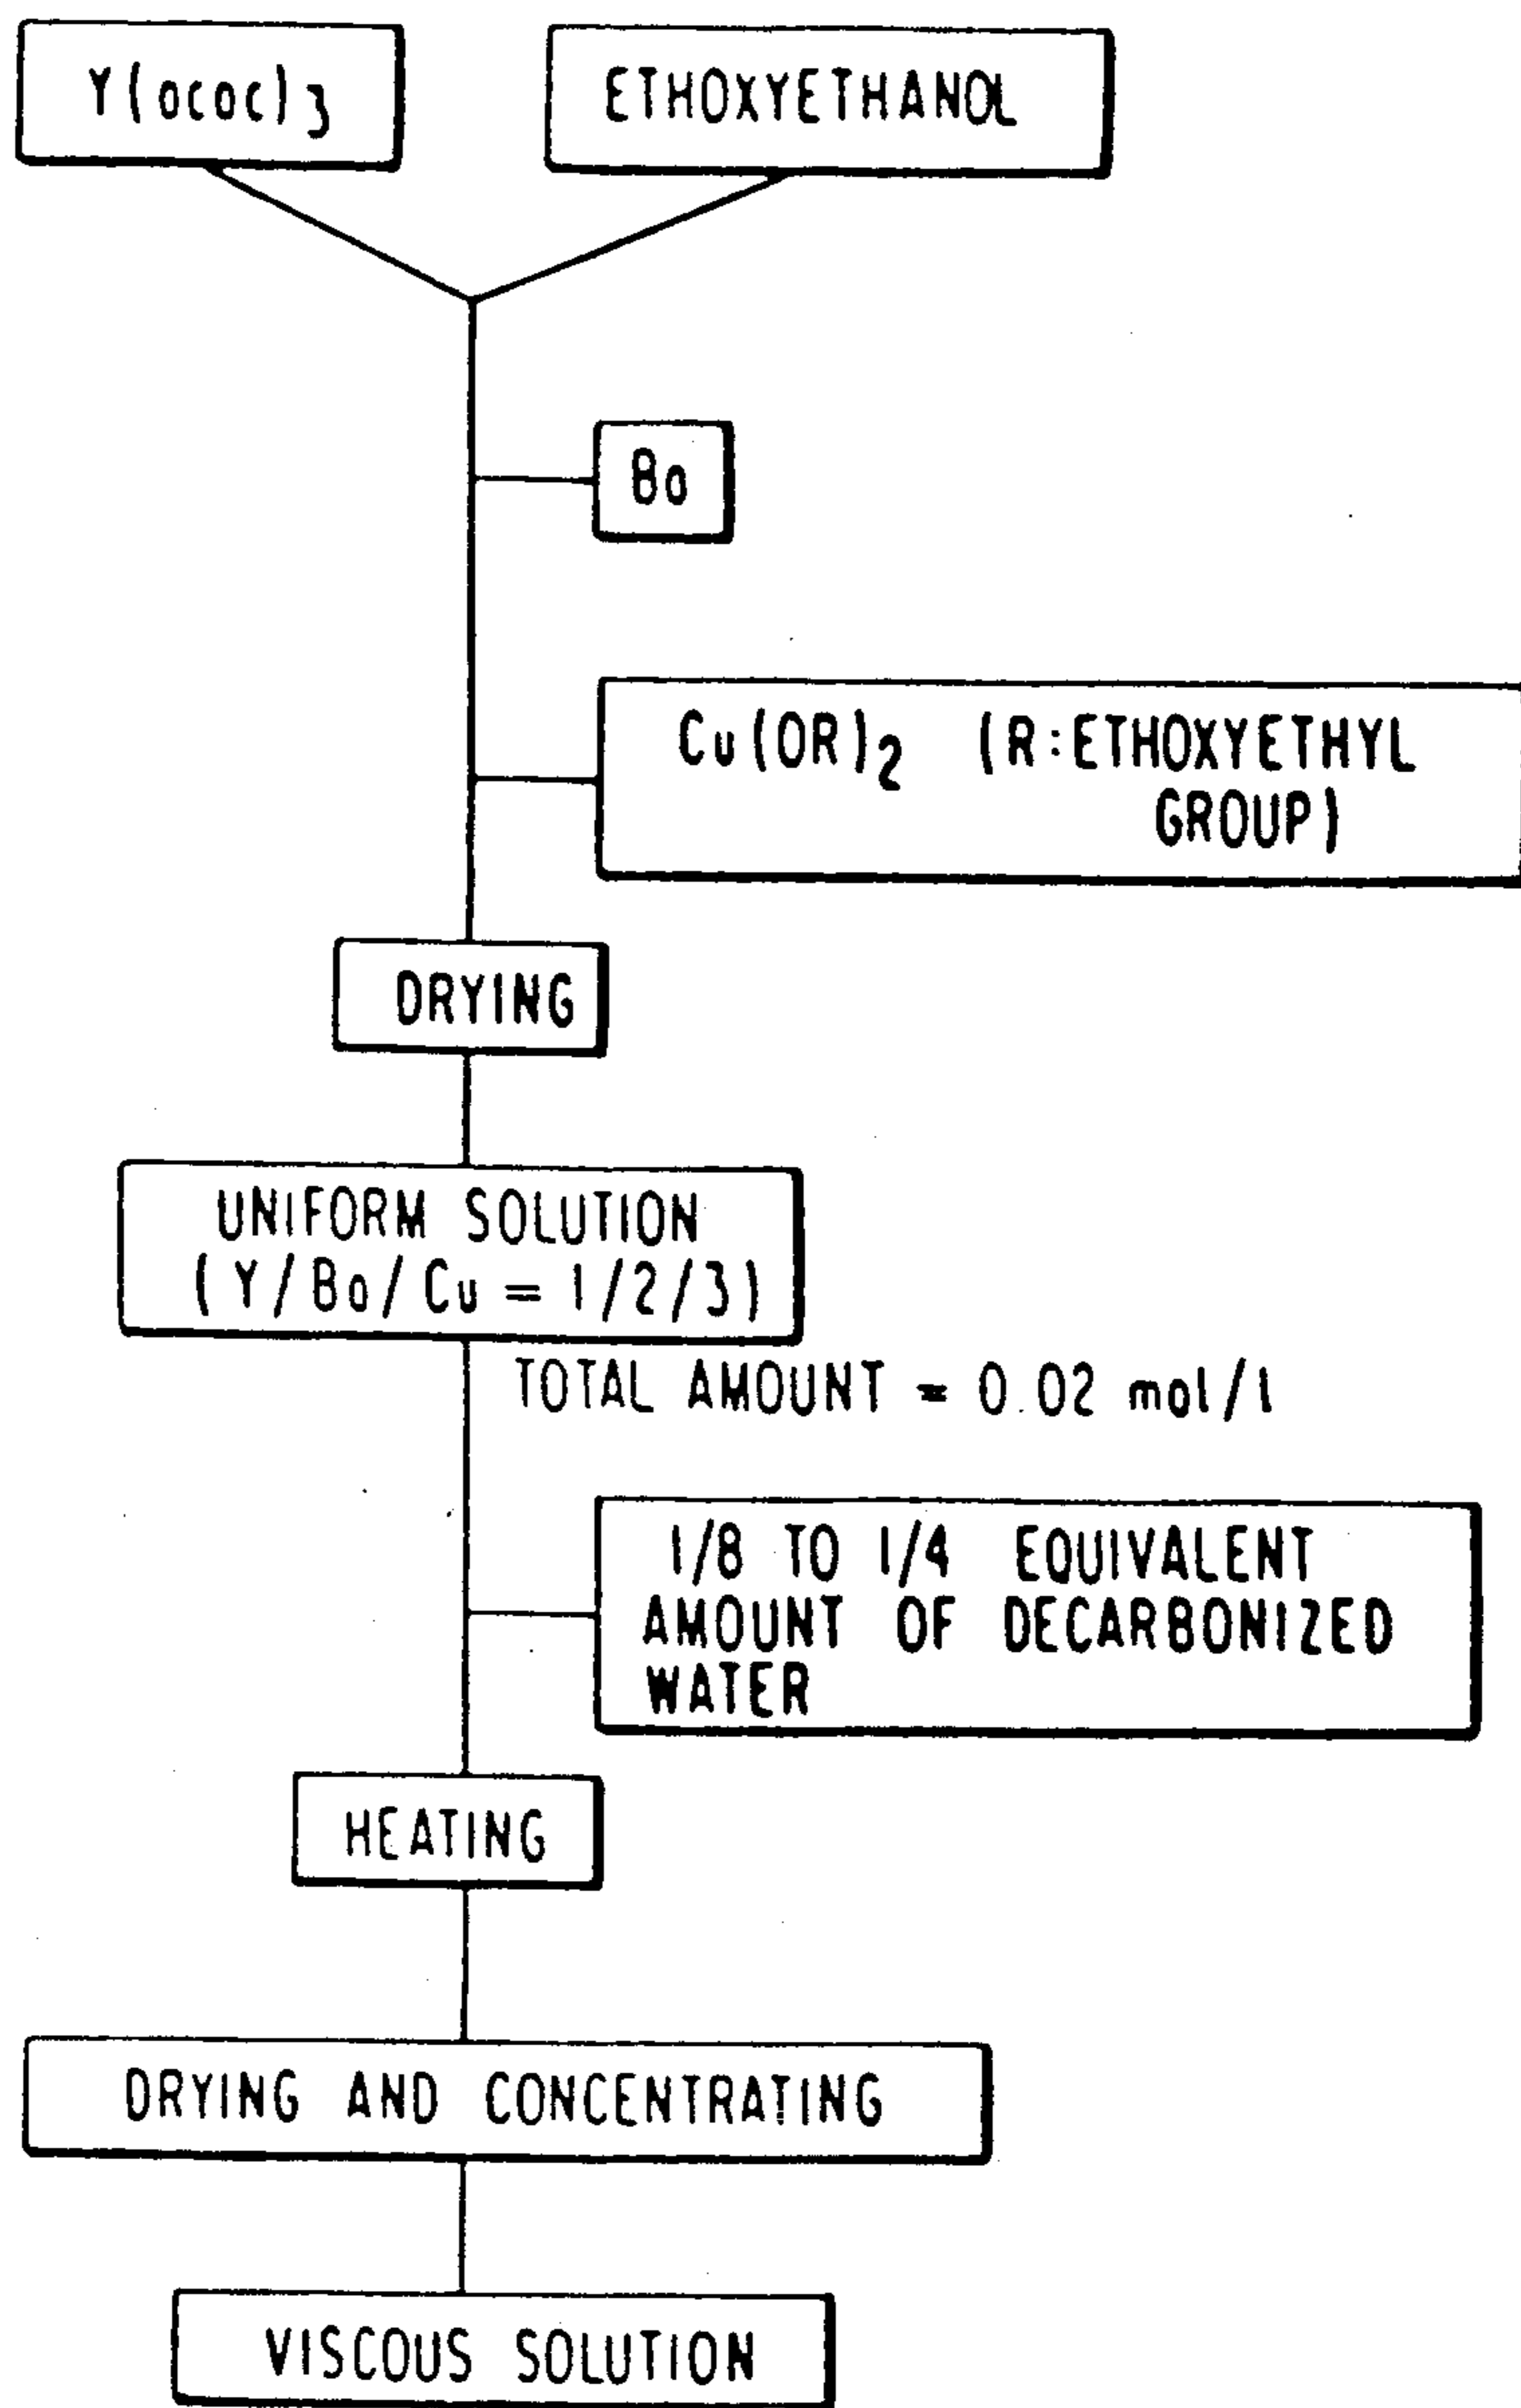 Y(acac)3
ETHOXYETHANOL
Ba
Cu(OR)2 (R:ETHOXYETHYL
GROUP)
DRYING
UNIFORM SOLUTION
(Y/Ba/Cu = 1/2/3)
TOTAL AMOUNT = 0.02 mol/l
1/8 TO 1/4 EQUIVALENT
AMOUNT OF DECARBONIZED
WATER
HEATING
DRYING AND CONCENTRATING
VISCOUS SOLUTION